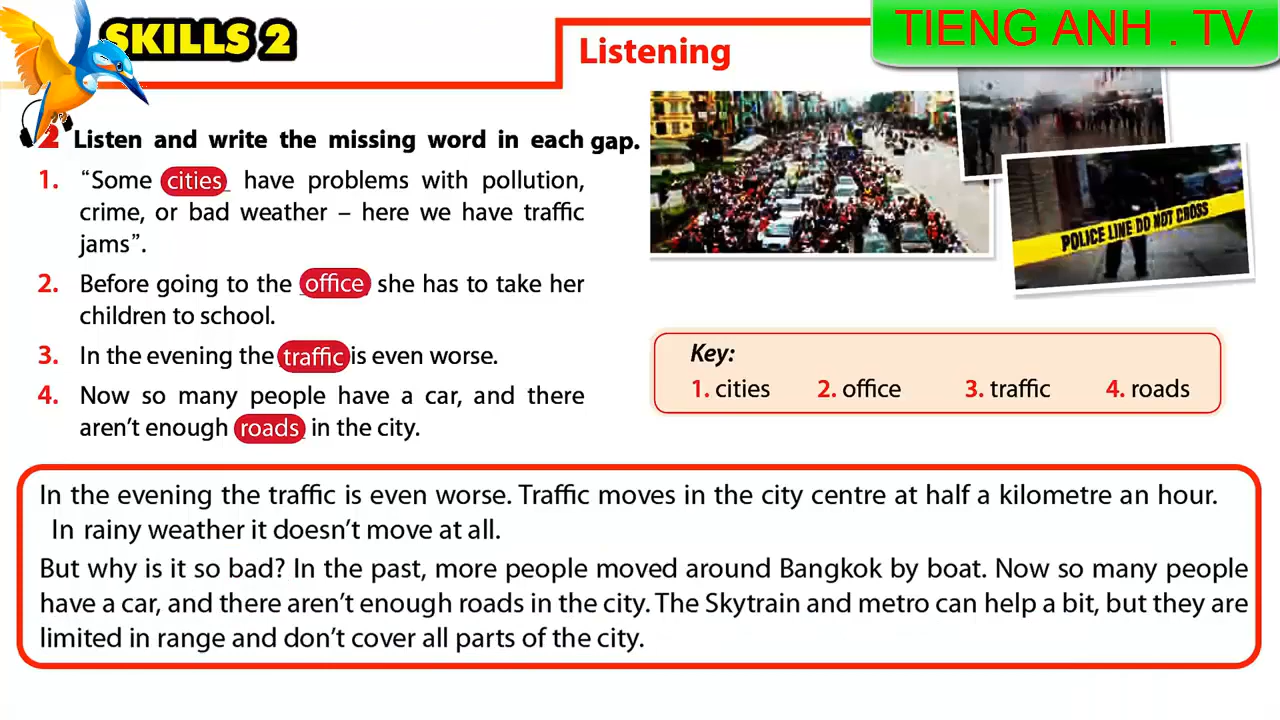 SKILLS 2
Listening
TIENG ANH . TV
2 Listen and write the missing word in each gap.
1. “Some cities have problems with pollution,
crime, or bad weather – here we have traffic
jams”.
2. Before going to the office she has to take her
children to school.
3. In the evening the traffic is even worse.
4. Now so many people have a car, and there
aren’t enough roads in the city.
POLICE LINE DO NOT CROSS
Key:
1. cities 2. office 3. traffic 4. roads
In the evening the traffic is even worse. Traffic moves in the city centre at half a kilometre an hour.
In rainy weather it doesn’t move at all.
But why is it so bad? In the past, more people moved around Bangkok by boat. Now so many people
have a car, and there aren’t enough roads in the city. The Skytrain and metro can help a bit, but they are
limited in range and don’t cover all parts of the city.